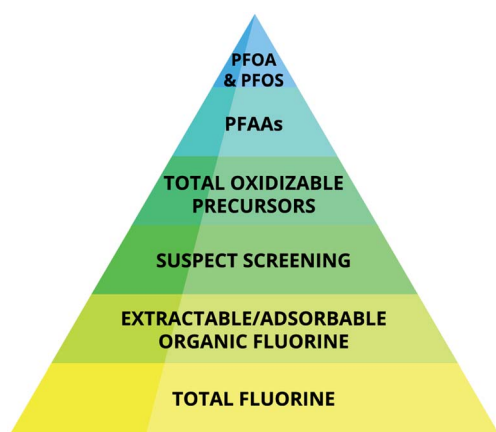 PFOA
& PFOS
PFAAs
TOTAL OXIDIZABLE
PRECURSORS
SUSPECT SCREENING
EXTRACTABLE/ADSORBABLE
ORGANIC FLUORINE
TOTAL FLUORINE